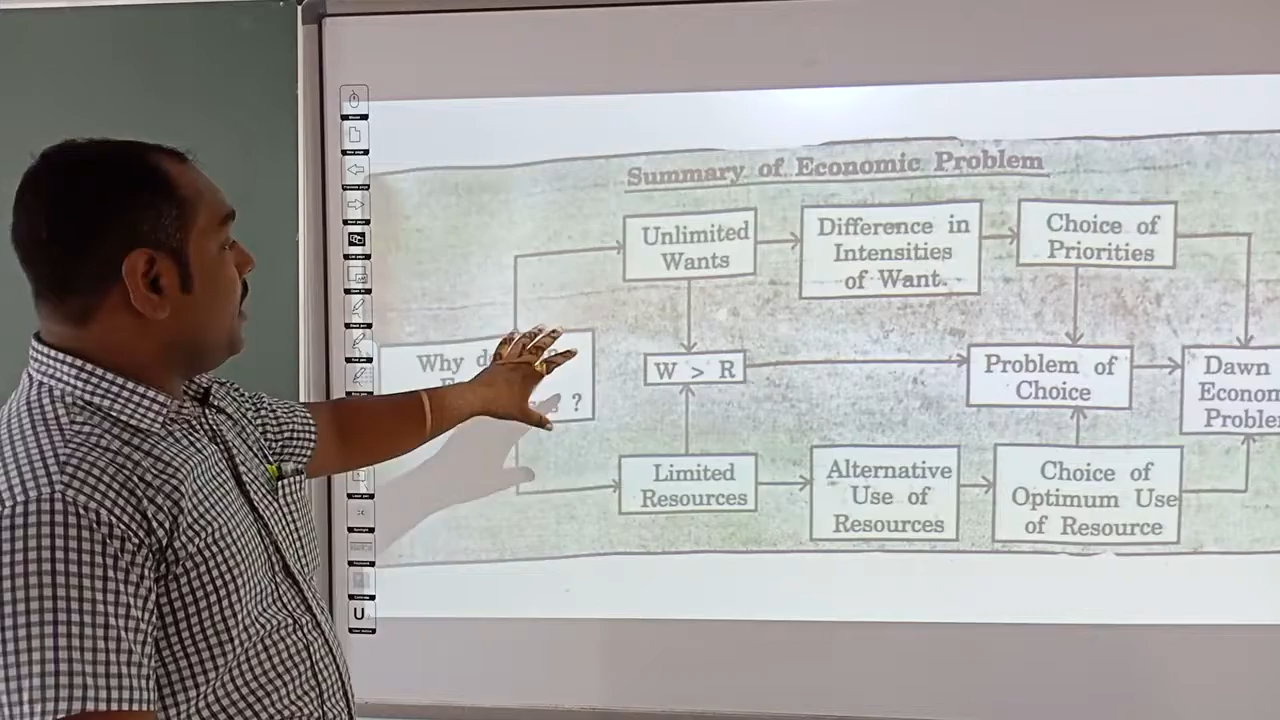 Summary of Economic Problem
Unlimited
Wants
Difference in
Intensities
of Want.
Choice of
Priorities
Why
?
W > R
Problem of
Choice
Dawn
Econom
Proble
Limited
Resources
Alternative
Use of
Resources
Choice of
Optimum Use
of Resource
U